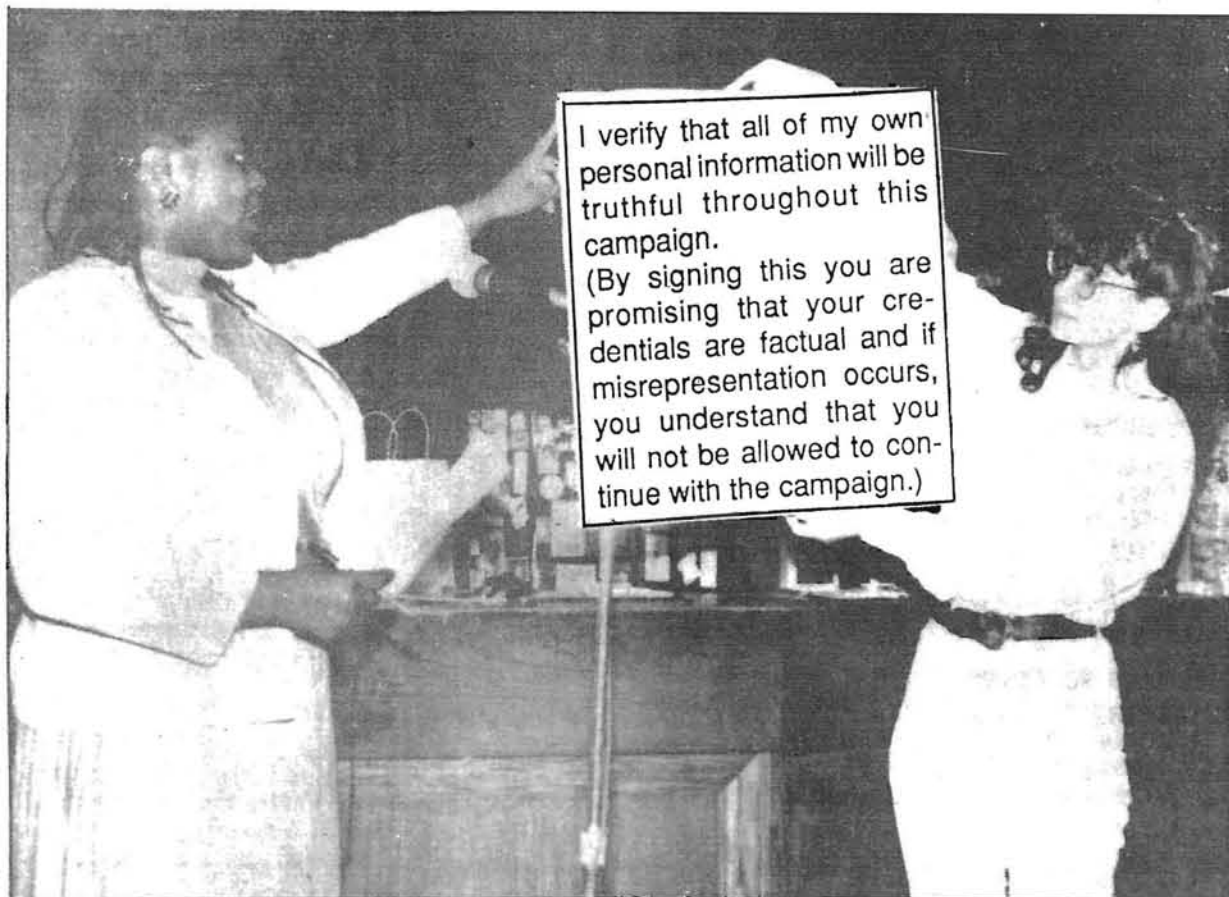 I verify that all of my own
personal information will be
truthful throughout this
campaign.
(By signing this you are
promising that your cre-
dentials are factual and if
misrepresentation occurs,
you understand that you
will not be allowed to con-
tinue with the campaign.)